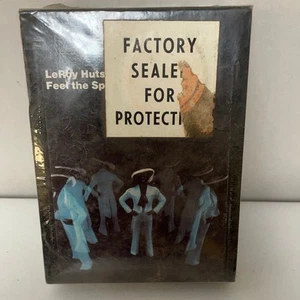 FACTORY
SEALE
FOR
PROTECTI
LeRoy Huts
Feel the Sp